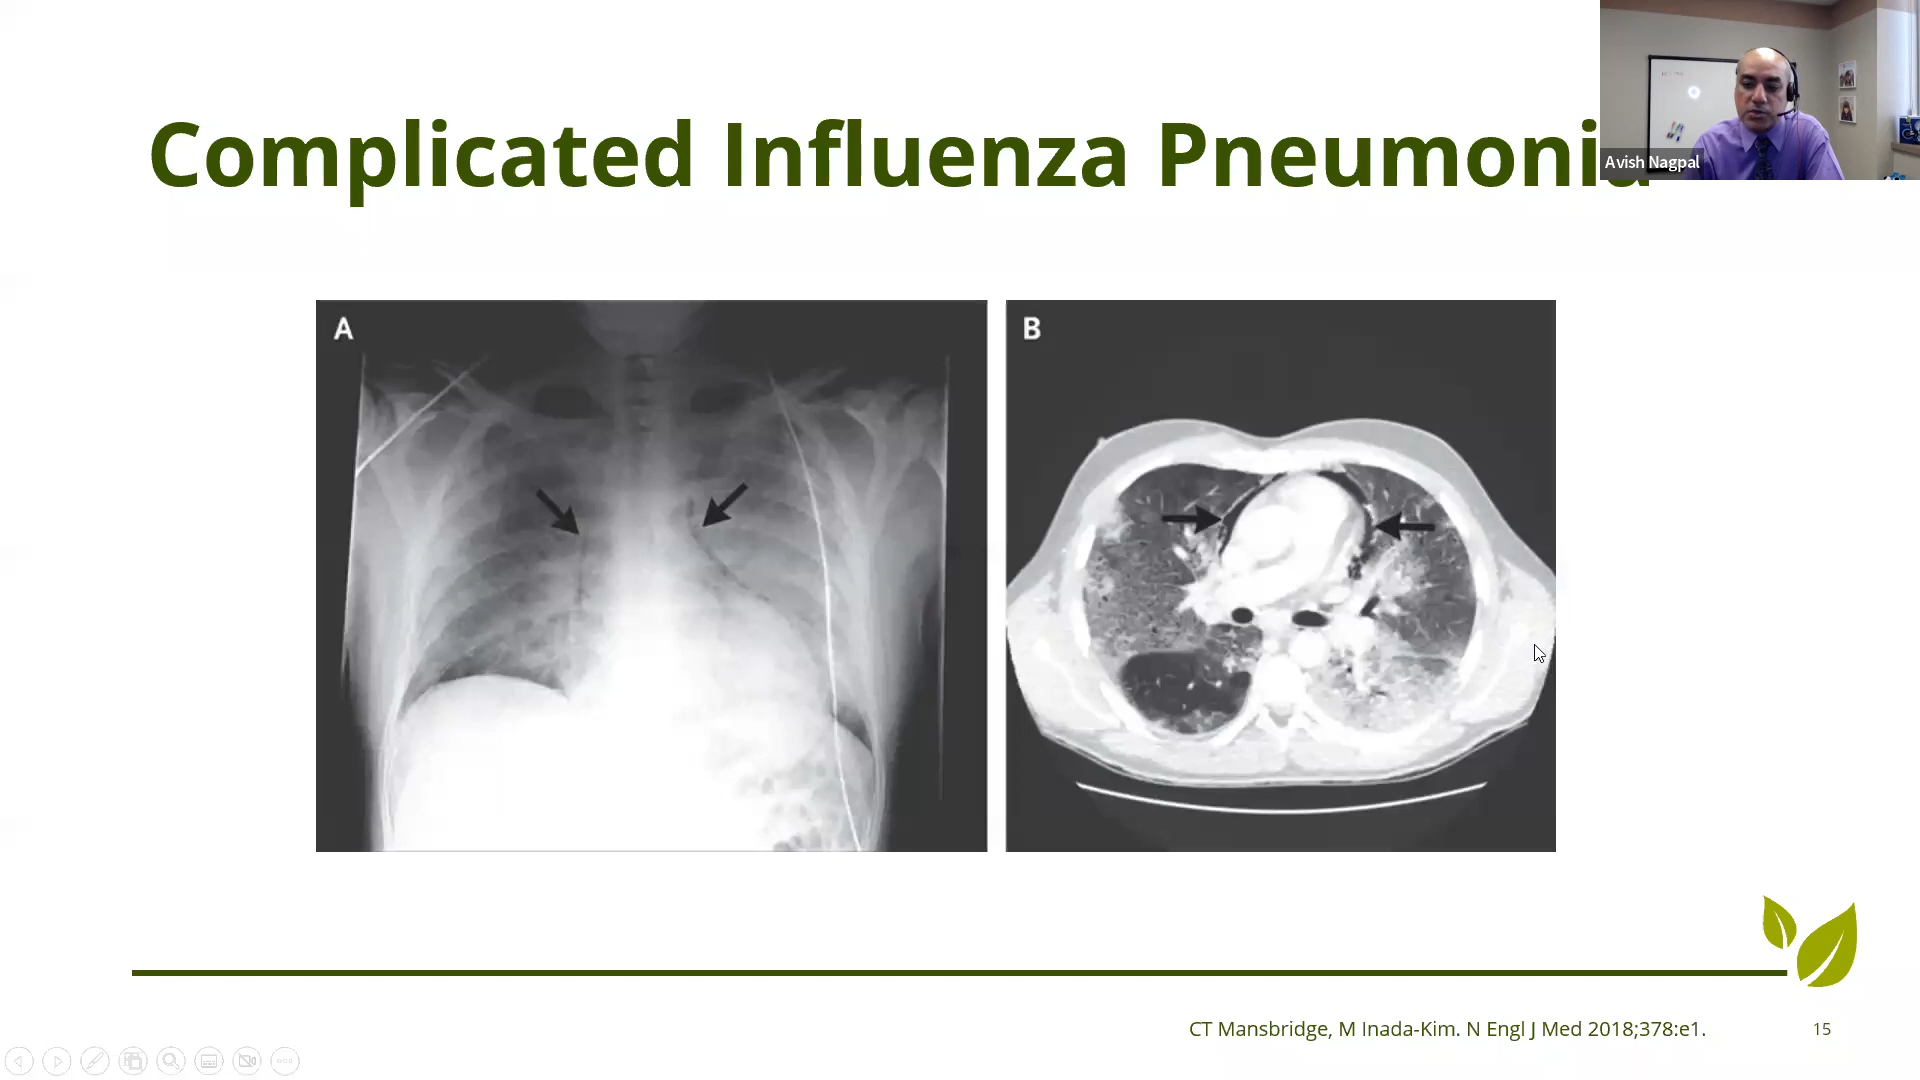 Complicated Influenza Pneumonia
Avish Nagpal
A
B
CT Mansbridge, M Inada-Kim. N Engl J Med 2018;378:e1.
15